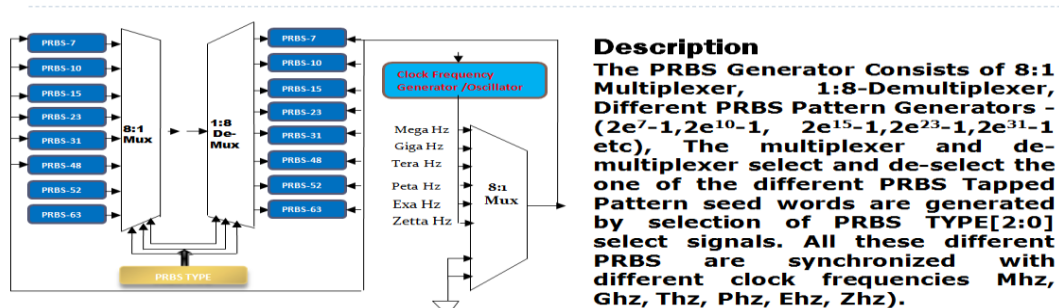 PRBS-7
PRBS-10
PRBS-15
PRBS-23
PRBS-31
PRBS-48
PRBS-52
PRBS-63
8:1
Mux
1:8
De-
Mux
PRBS-7
PRBS-10
PRBS-15
PRBS-23
PRBS-31
PRBS-48
PRBS-52
PRBS-63
PRBS TYPE
Clock Frequency
Generator /Oscillator
Mega Hz
Giga Hz
Tera Hz
Peta Hz
Exa Hz
Zetta Hz
8:1
Mux
Description
The PRBS Generator Consists of 8:1
Multiplexer, 1:8-Demultiplexer,
Different PRBS Pattern Generators -
(2e⁷-1,2e¹⁰-1, 2e¹⁵-1,2e²³-1,2e³¹-1
etc), The multiplexer and de-
multiplexer select and de-select the
one of the different PRBS Tapped
Pattern seed words are generated
by selection of PRBS TYPE[2:0]
select signals. All these different
PRBS are synchronized with
different clock frequencies Mhz,
Ghz, Thz, Phz, Ehz, Zhz).